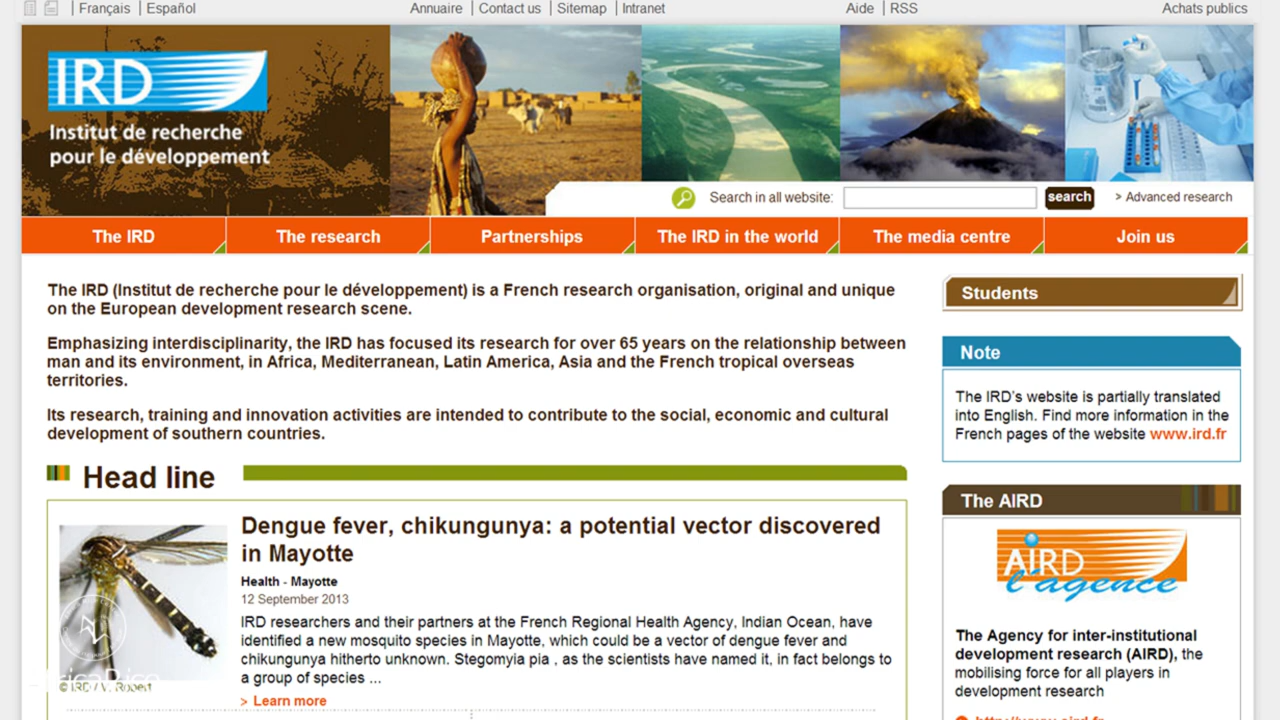 Français
Español
Annuaire
Contact us
Sitemap
Intranet
Aide
RSS
Achats publics
IRD
Institut de recherche
pour le développement
Search in all website:
search
> Advanced research
The IRD
The research
Partnerships
The IRD in the world
The media centre
Join us
The IRD (Institut de recherche pour le développement) is a French research organisation, original and unique
on the European development research scene.
Emphasizing interdisciplinarity, the IRD has focused its research for over 65 years on the relationship between
man and its environment, in Africa, Mediterranean, Latin America, Asia and the French tropical overseas
territories.
Its research, training and innovation activities are intended to contribute to the social, economic and cultural
development of southern countries.
Head line
Dengue fever, chikungunya: a potential vector discovered
in Mayotte
Health - Mayotte
12 September 2013
IRD researchers and their partners at the French Regional Health Agency, Indian Ocean, have
identified a new mosquito species in Mayotte, which could be a vector of dengue fever and
chikungunya hitherto unknown. Stegomyia pia , as the scientists have named it, in fact belongs to
a group of species ...
> Learn more
© IRD / V. Robert
Students
Note
The IRD's website is partially translated
into English. Find more information in the
French pages of the website www.ird.fr
The AIRD
AIRD
l'agence
The Agency for inter-institutional
development research (AIRD), the
mobilising force for all players in
development research